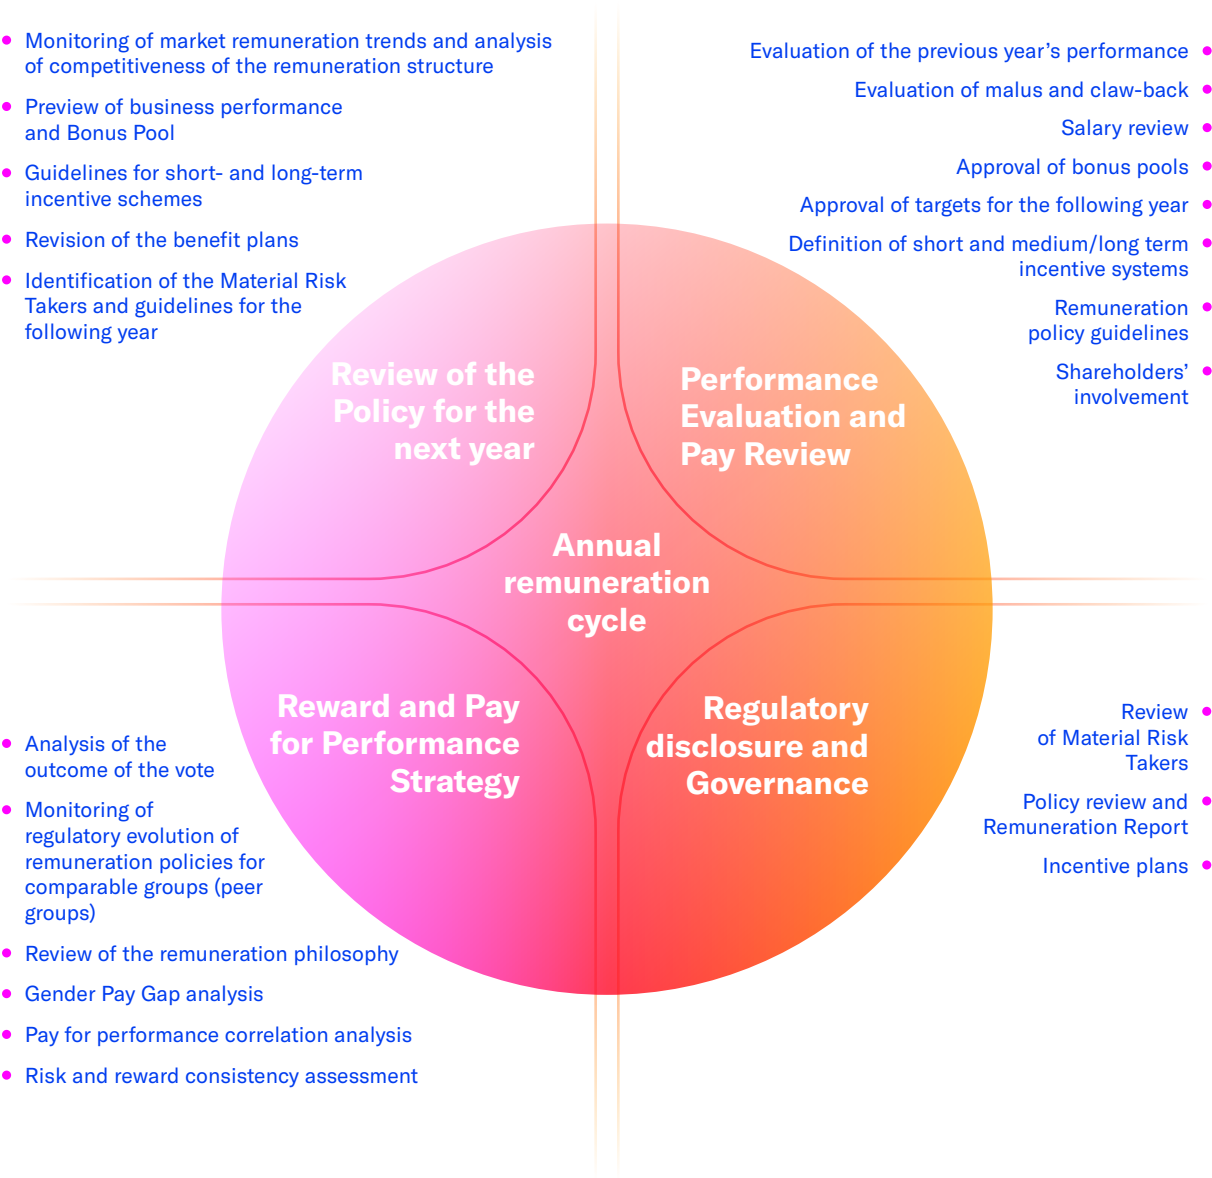 Monitoring of market remuneration trends and analysis
of competitiveness of the remuneration structure
Preview of business performance
and Bonus Pool
Guidelines for short- and long-term
incentive schemes
Revision of the benefit plans
Identification of the Material Risk
Takers and guidelines for the
following year
Review of the
Policy for the
next year
Evaluation of the previous year’s performance
Evaluation of malus and claw-back
Salary review
Approval of bonus pools
Approval of targets for the following year
Definition of short and medium/long term
incentive systems
Remuneration
policy guidelines
Shareholders’
involvement
Performance
Evaluation and
Pay Review
Annual
remuneration
cycle
Reward and Pay
for Performance
Strategy
Analysis of the
outcome of the vote
Monitoring of
regulatory evolution of
remuneration policies for
comparable groups (peer
groups)
Review of the remuneration philosophy
Gender Pay Gap analysis
Pay for performance correlation analysis
Risk and reward consistency assessment
Regulatory
disclosure and
Governance
Review
of Material Risk
Takers
Policy review and
Remuneration Report
Incentive plans